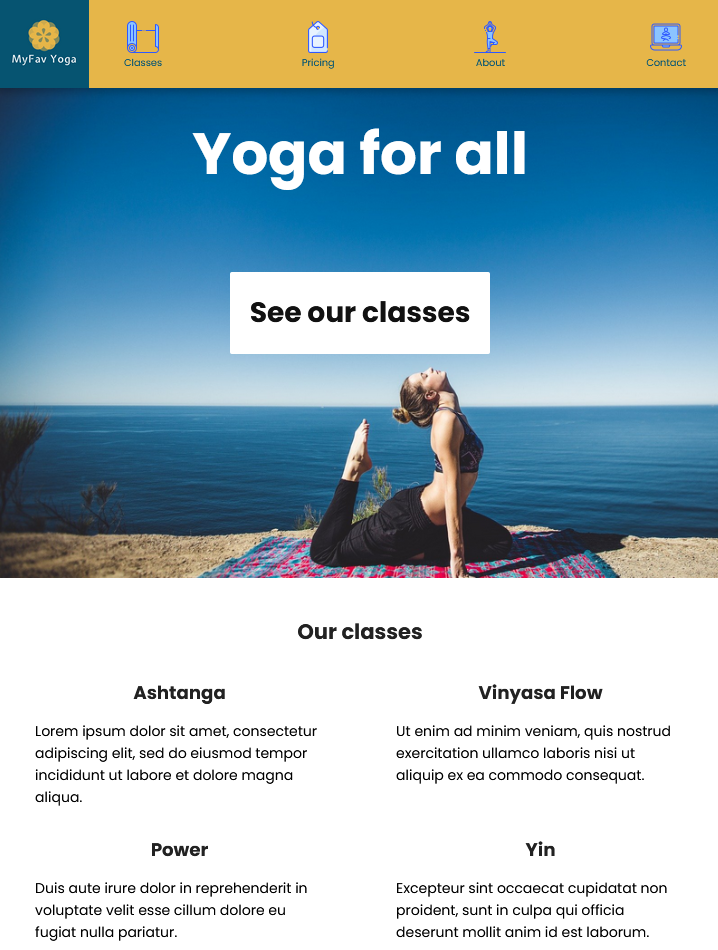 MyFav Yoga
Classes
Pricing
About
Contact
Yoga for all
See our classes
Our classes
Ashtanga
Lorem ipsum dolor sit amet, consectetur
adipiscing elit, sed do eiusmod tempor
incididunt ut labore et dolore magna
aliqua.
Vinyasa Flow
Ut enim ad minim veniam, quis nostrud
exercitation ullamco laboris nisi ut
aliquip ex ea commodo consequat.
Power
Duis aute irure dolor in reprehenderit in
voluptate velit esse cillum dolore eu
fugiat nulla pariatur.
Yin
Excepteur sint occaecat cupidatat non
proident, sunt in culpa qui officia
deserunt mollit anim id est laborum.